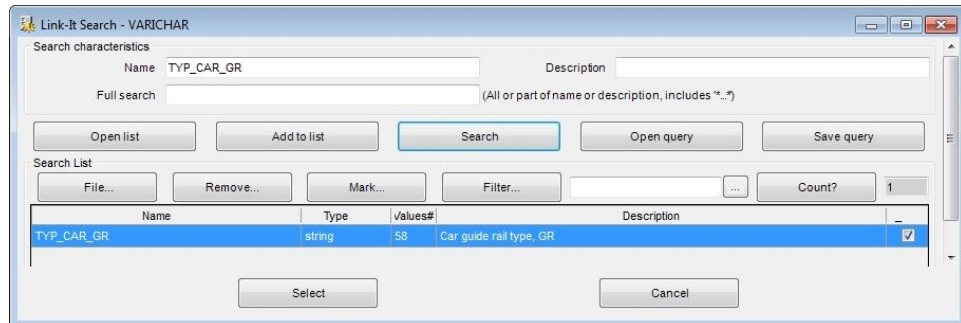 Link-It Search - VARCHAR
Search characteristics
Name TYP_CAR_GR Description
Full search (All or part of name or description, includes '*...*')
Open list Add to list Search Open query Save query
Search List
File... Remove... Mark... Filter... ... Count? 1
Name Type Values# Description _
TYP_CAR_GR string 58 Car guide rail type, GR
Select Cancel